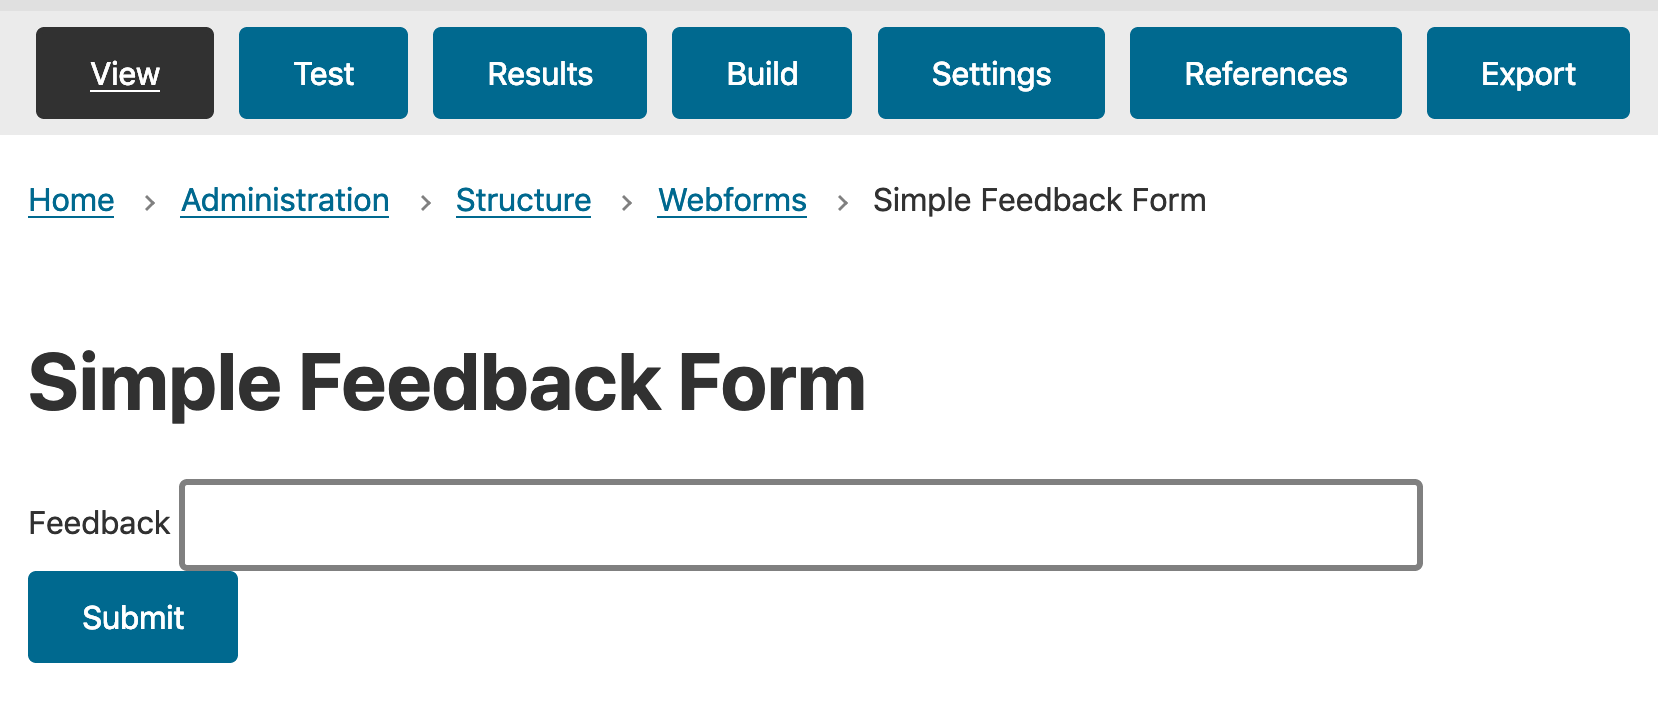 View Test Results Build Settings References Export
Home › Administration › Structure › Webforms › Simple Feedback Form
Simple Feedback Form
Feedback
Submit